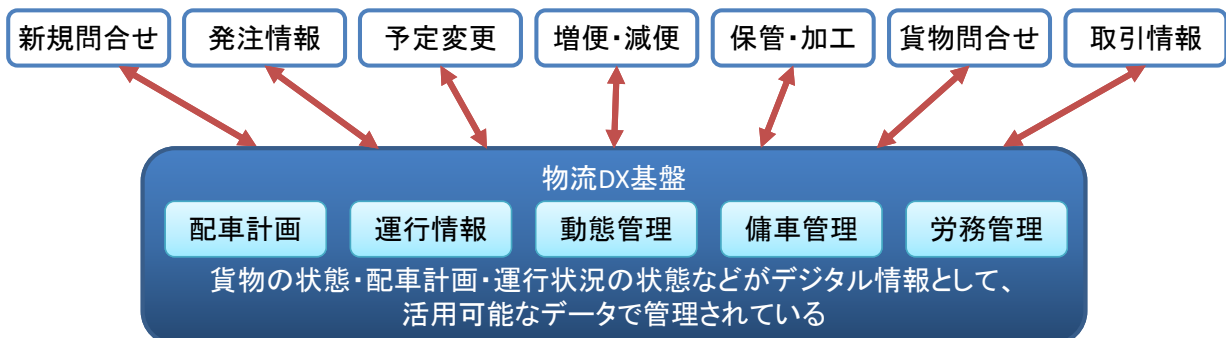 新規問合せ
発注情報
予定変更
増便・減便
保管・加工
貨物問合せ
取引情報
物流DX基盤
配車計画
運行情報
動態管理
傭車管理
労務管理
貨物の状態・配車計画・運行状況の状態などがデジタル情報として、
活用可能なデータで管理されている